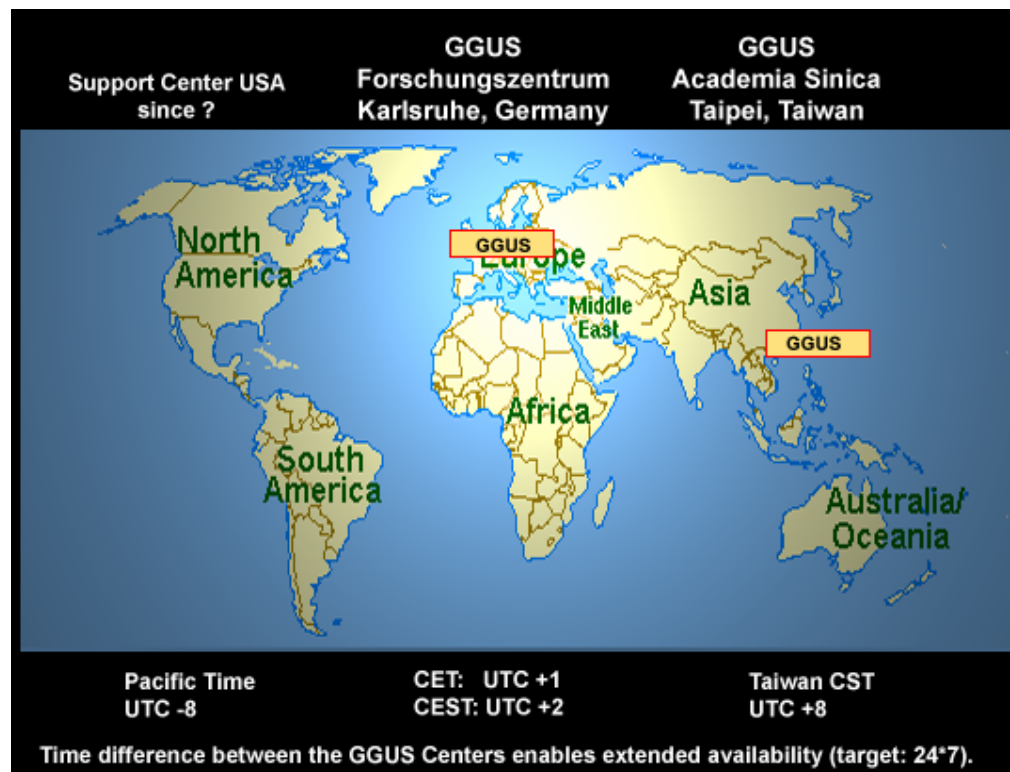 Support Center USA
since ?
GGUS
Forschungszentrum
Karlsruhe, Germany
GGUS
Academia Sinica
Taipei, Taiwan
North
America
GGUS
Europe
Middle
East
Asia
GGUS
Africa
South
America
Australia/
Oceania
Pacific Time
UTC -8
CET: UTC +1
CEST: UTC +2
Taiwan CST
UTC +8
Time difference between the GGUS Centers enables extended availability (target: 24*7).